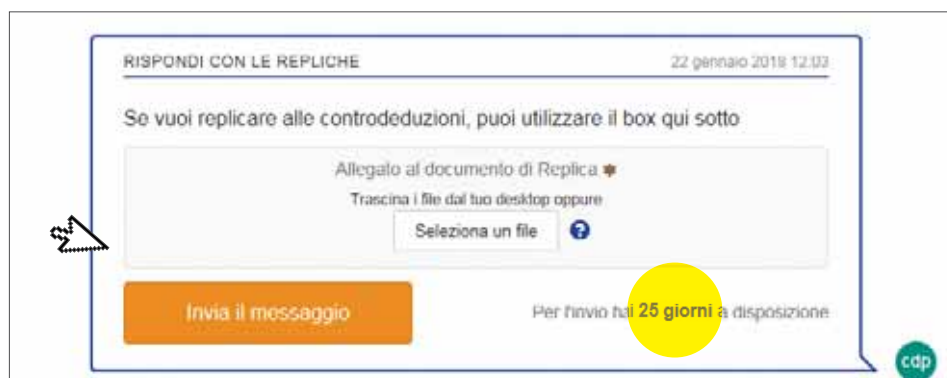 RISPONDI CON LE REPLICHE
22 gennaio 2018 12:03
Se vuoi replicare alle controdeduzioni, puoi utilizzare il box qui sotto
Allegato al documento di Replica *
Trascina i file dal tuo desktop oppure
Seleziona un file ?
Invia il messaggio
Per l'invio hai 25 giorni a disposizione
cdp